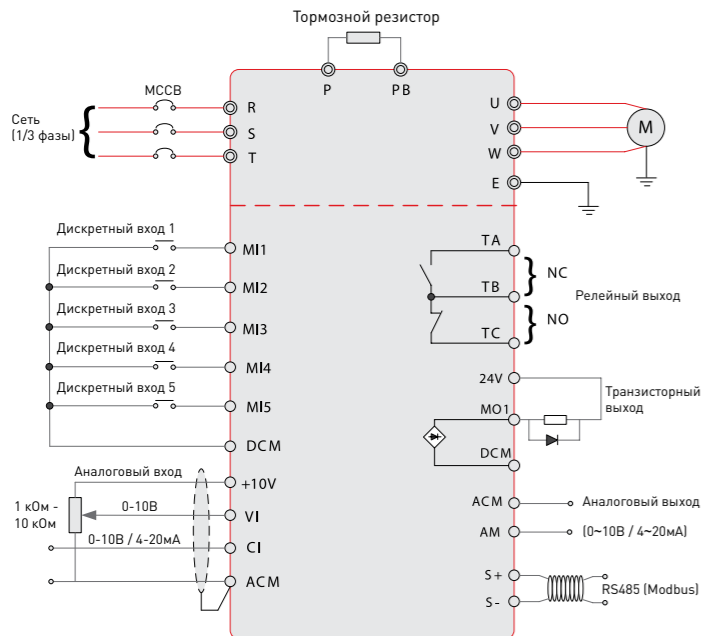 Тормозной резистор
P
PB
MCCB
Сеть
(1/3 фазы)
R
S
T
U
V
W
E
M
Дискретный вход 1
MI1
Дискретный вход 2
MI2
Дискретный вход 3
MI3
Дискретный вход 4
MI4
Дискретный вход 5
MI5
DCM
Аналоговый вход
+10V
1 кОм -
10 кОм
0-10В
VI
0-10В / 4-20мА
CI
ACM
TA
NC
TB
Релейный выход
NO
TC
24V
Транзисторный
выход
MO1
DCM
ACM
Аналоговый выход
AM
(0~10В / 4~20мА)
S+
RS485 (Modbus)
S-